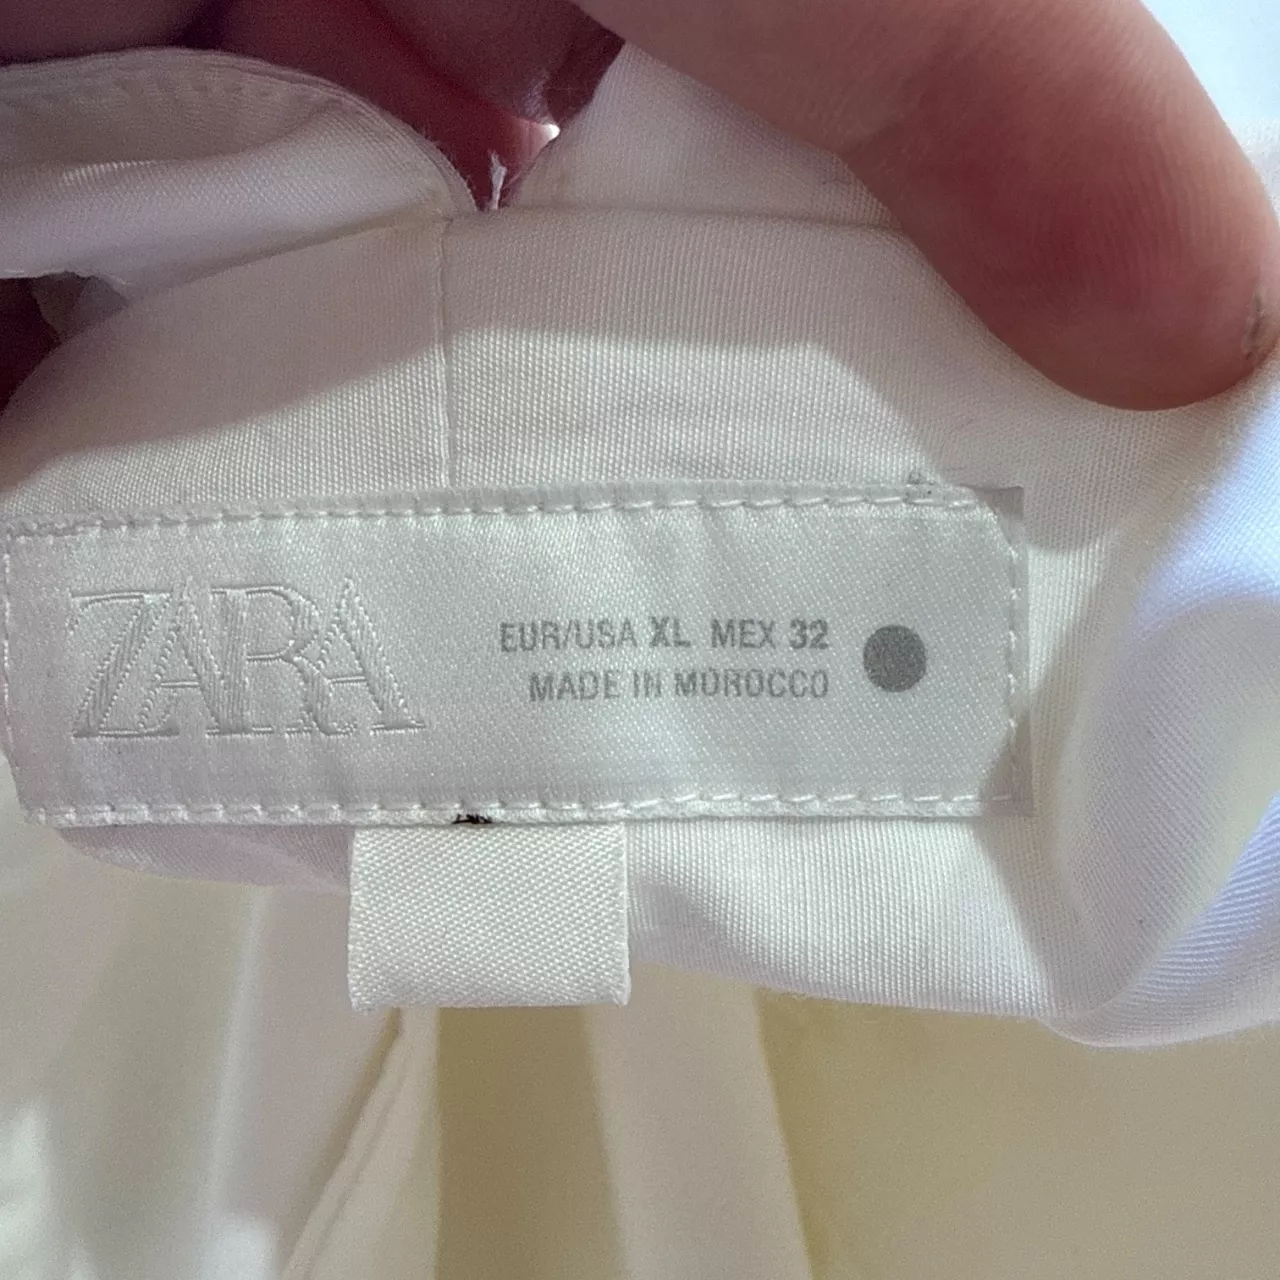 ZARA
EUR/USA XL MEX 32
MADE IN MOROCCO